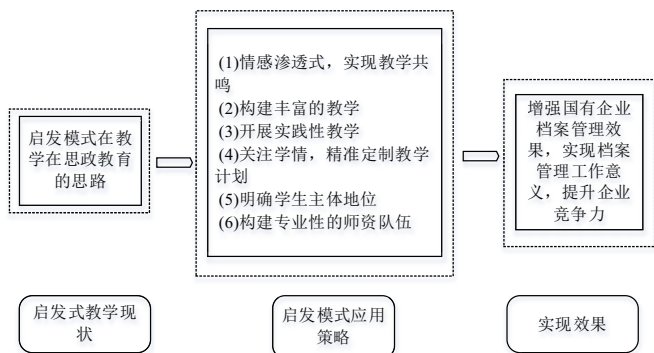 启发模式在教
学在思政教育
的思路
(1)情感渗透式，实现教学共
鸣
(2)构建丰富的教学
(3)开展实践性教学
(4)关注学情，精准定制教学
计划
(5)明确学生主体地位
(6)构建专业性的师资队伍
增强国有企业
档案管理效
果，实现档案
管理工作意
义，提升企业
竞争力
启发式教学现
状
启发模式应用
策略
实现效果